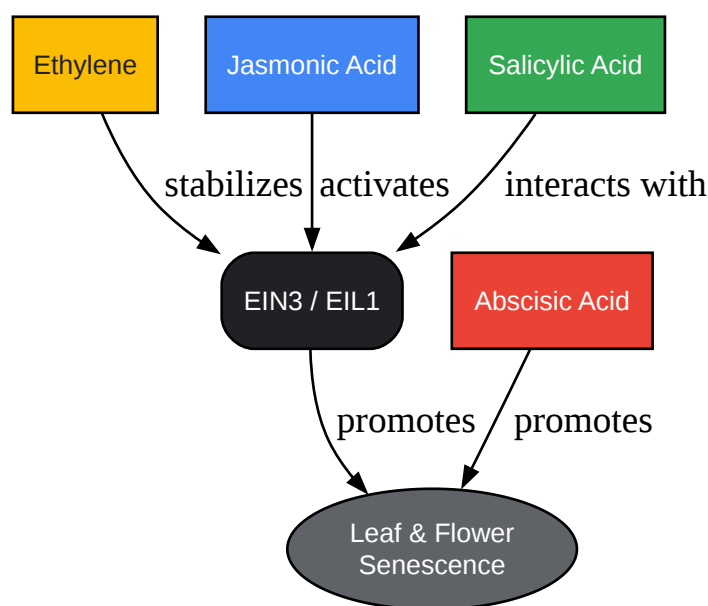 Ethylene
Jasmonic Acid
Salicylic Acid
stabilizes
activates
interacts with
EIN3 / EIL1
Abscisic Acid
promotes
promotes
Leaf & Flower
Senescence